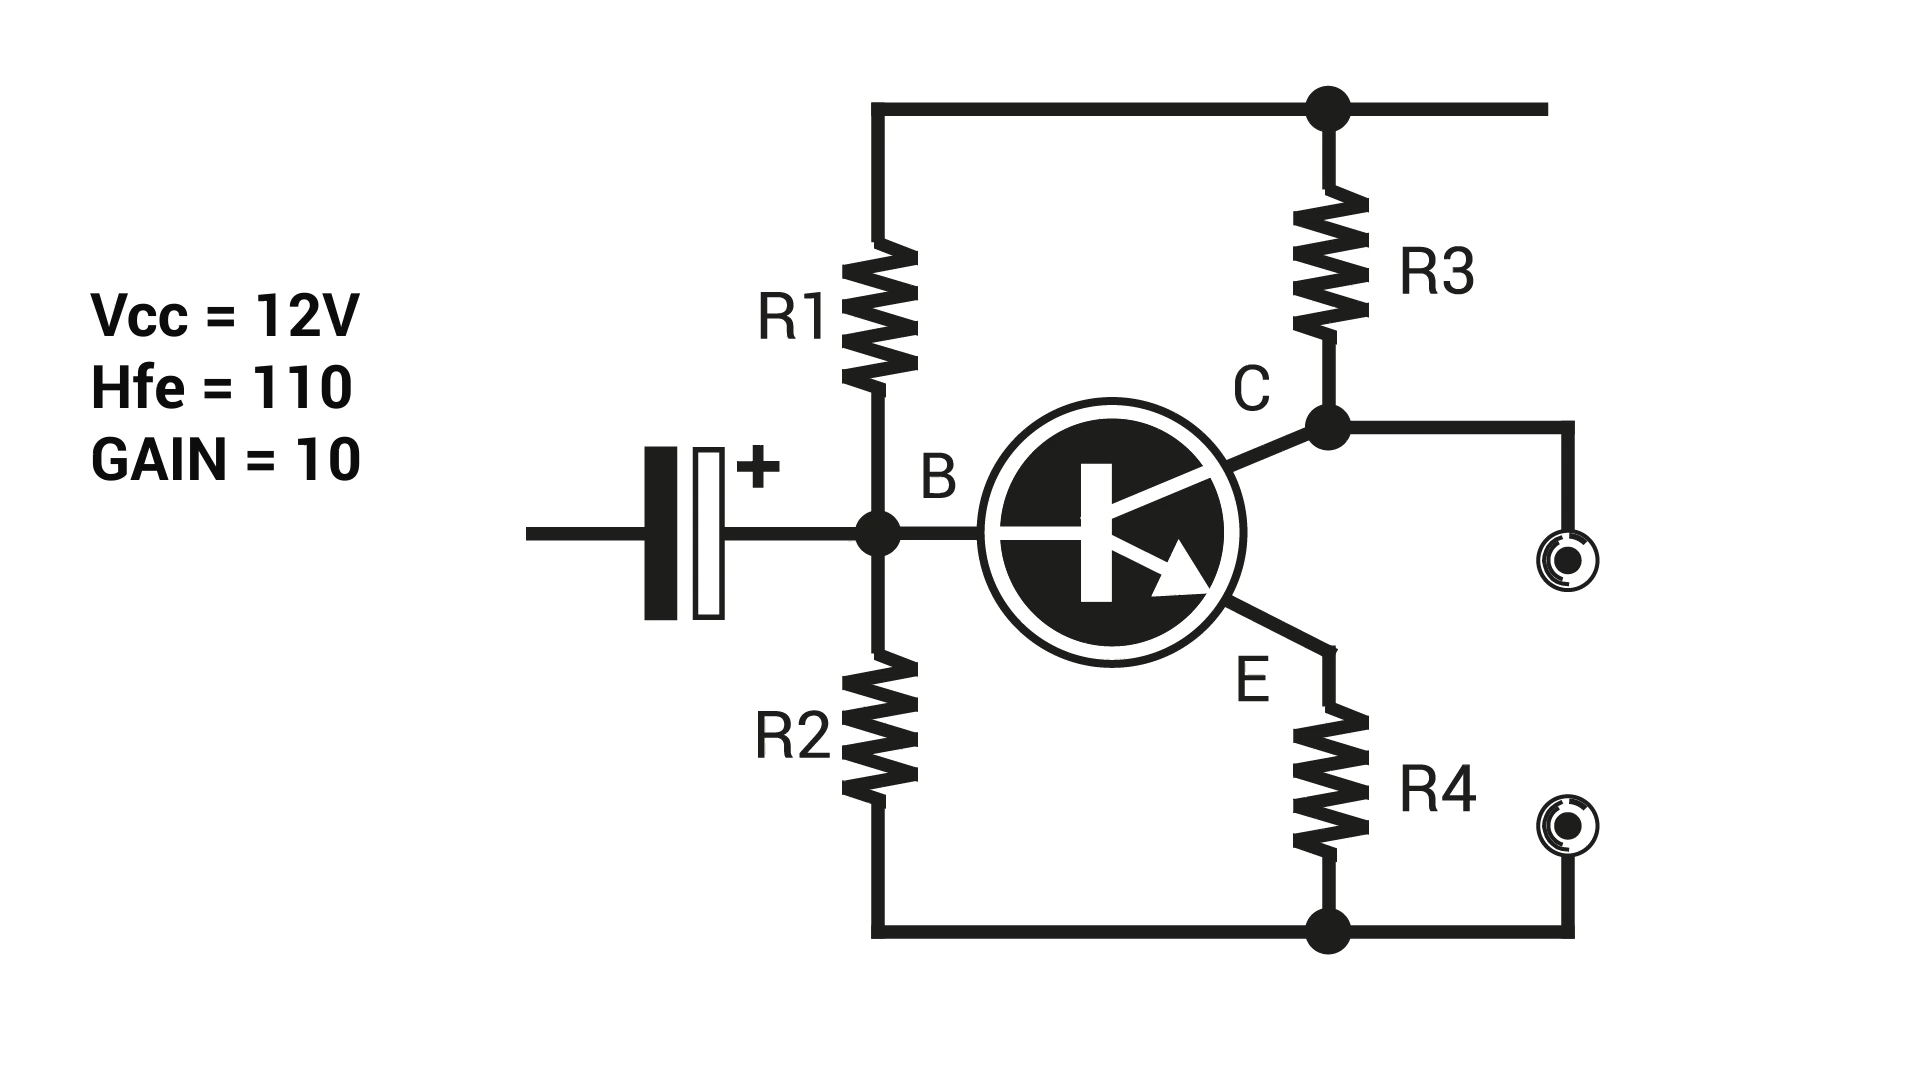 Vcc = 12V
Hfe = 110
GAIN = 10
R1
R3
C
B
+
E
R2
R4